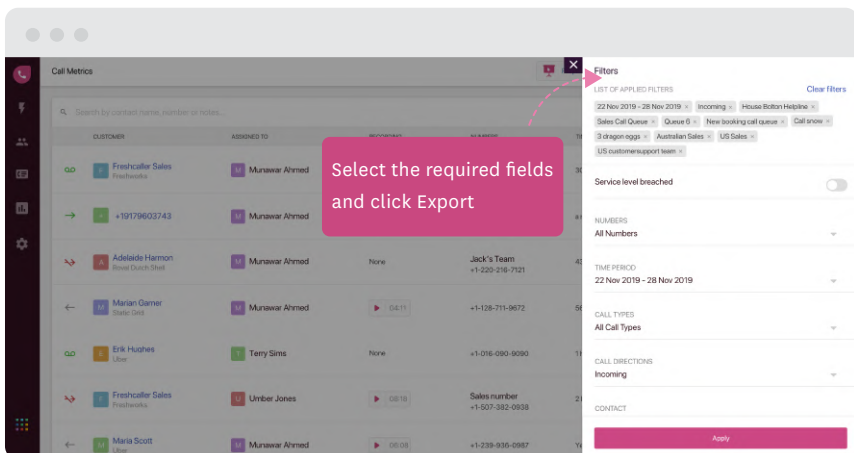 Call Metrics
Filters
LIST OF APPLIED FILTERS
Clear filters
22 Nov 2019 - 28 Nov 2019 × Incoming × House Bolton Helpline ×
Sales Call Queue × Queue 6 × New booking call queue × Call snow ×
3 dragon eggs × Australian Sales × US Sales ×
US customersupport team ×
Search by contact name, number or notes...
CUSTOMER ASSIGNED TO RECORDING NUMBERS
Select the required fields
and click Export
Freshcaller Sales
Freshworks
M Munawar Ahmed
+19179603743
M Munawar Ahmed
A Adelaide Harmon
Royal Dutch Shell
M Munawar Ahmed
None
Jack's Team
+1-220-216-7121
M Marian Garner
Static Grid
M Munawar Ahmed
04:11
+1-128-711-9672
E Erik Hughes
Uber
T Terry Sims
None
+1-016-090-9090
Freshcaller Sales
Freshworks
U Umber Jones
08:16
Sales number
+1-507-382-0938
M Maria Scott
Uber
M Munawar Ahmed
06:08
+1-239-936-0987
Service level breached
NUMBERS
All Numbers
TIME PERIOD
22 Nov 2019 - 28 Nov 2019
CALL TYPES
All Call Types
CALL DIRECTIONS
Incoming
CONTACT
Apply